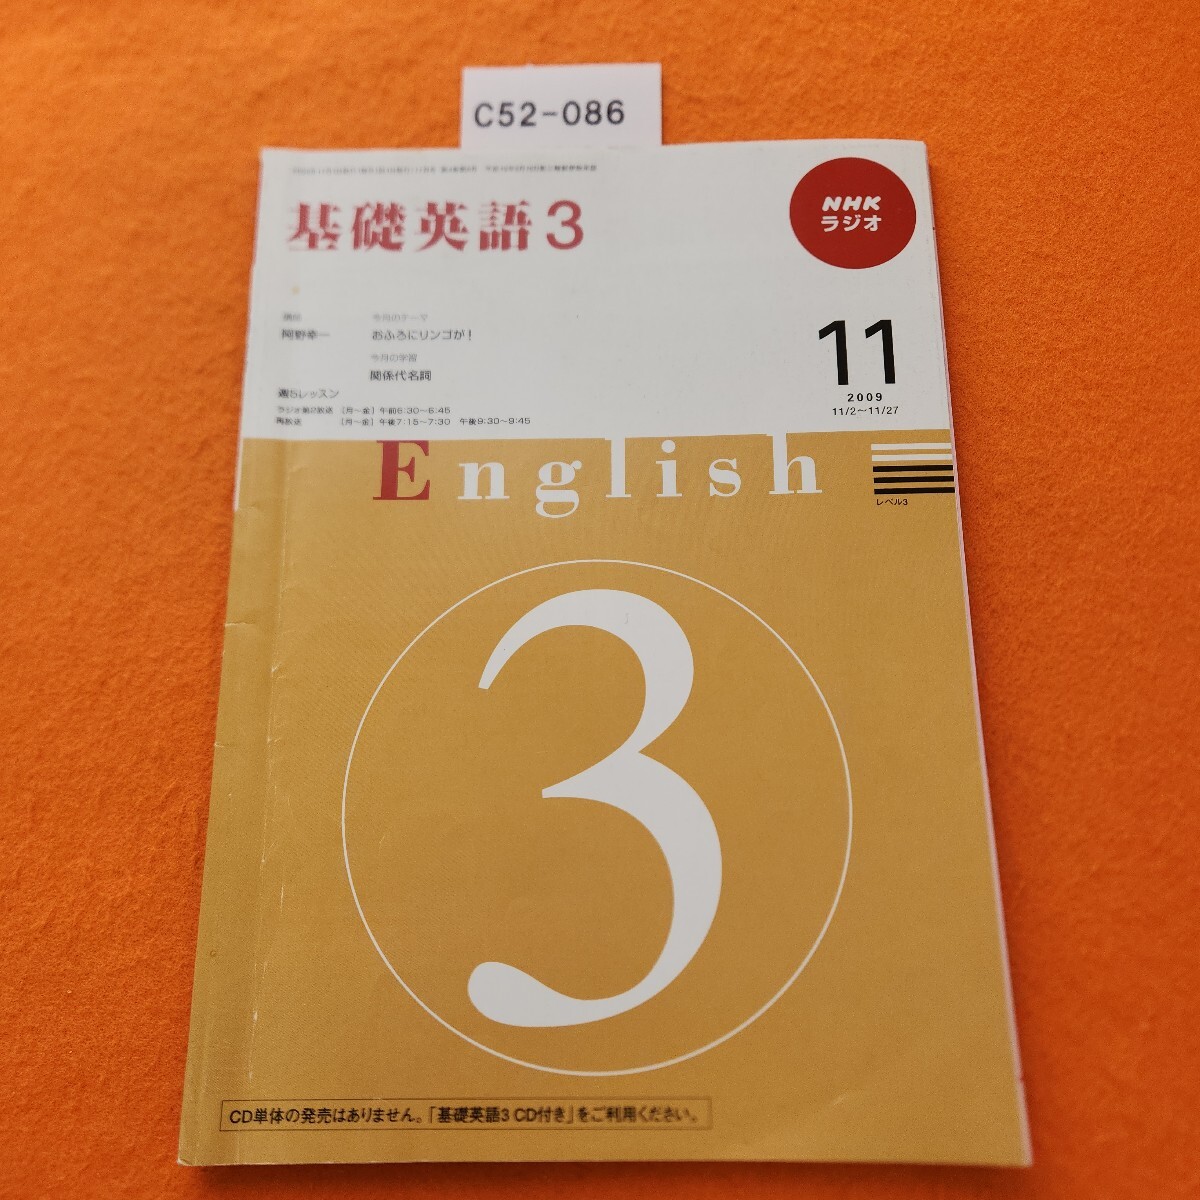 C52-086
NHK
ラジオ
基礎英語3
講師
阿野幸一
今月のテーマ
おふろにリンゴが!
今月の学習
関係代名詞
週5レッスン
ラジオ第2放送 [月〜金] 午前6:30〜6:45
再放送 [月〜金] 午後7:15〜7:30 午後9:30〜9:45
11
2009
11/2〜11/27
English
レベル3
3
CD単体の発売はありません。「基礎英語3 CD付き」をご利用ください。